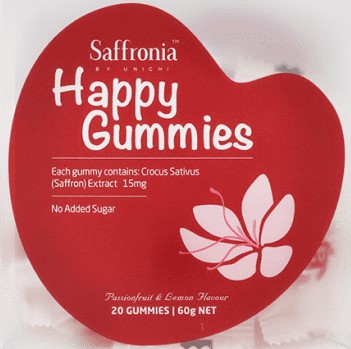 Saffronia™
BY UNICHI
Happy
Gummies
Each gummy contains: Crocus Sativus
(Saffron) Extract 15mg
No Added Sugar
Passionfruit & Lemon Flavour
20 GUMMIES | 60g NET